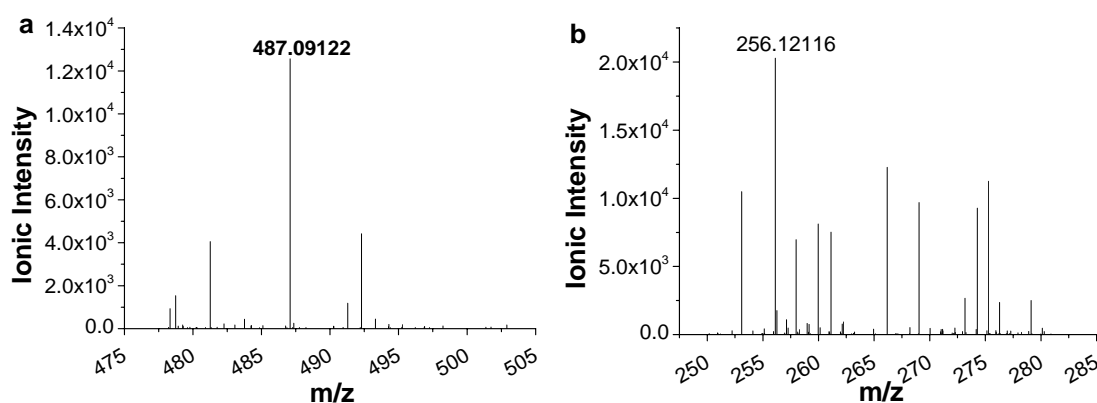 a
487.09122
1.4x10⁴
1.2x10⁴
1.0x10⁴
8.0x10³
6.0x10³
4.0x10³
2.0x10³
0.0
Ionic Intensity
475 480 485 490 495 500 505
m/z
b
256.12116
2.0x10⁴
1.5x10⁴
1.0x10⁴
5.0x10³
0.0
Ionic Intensity
250 255 260 265 270 275 280 285
m/z